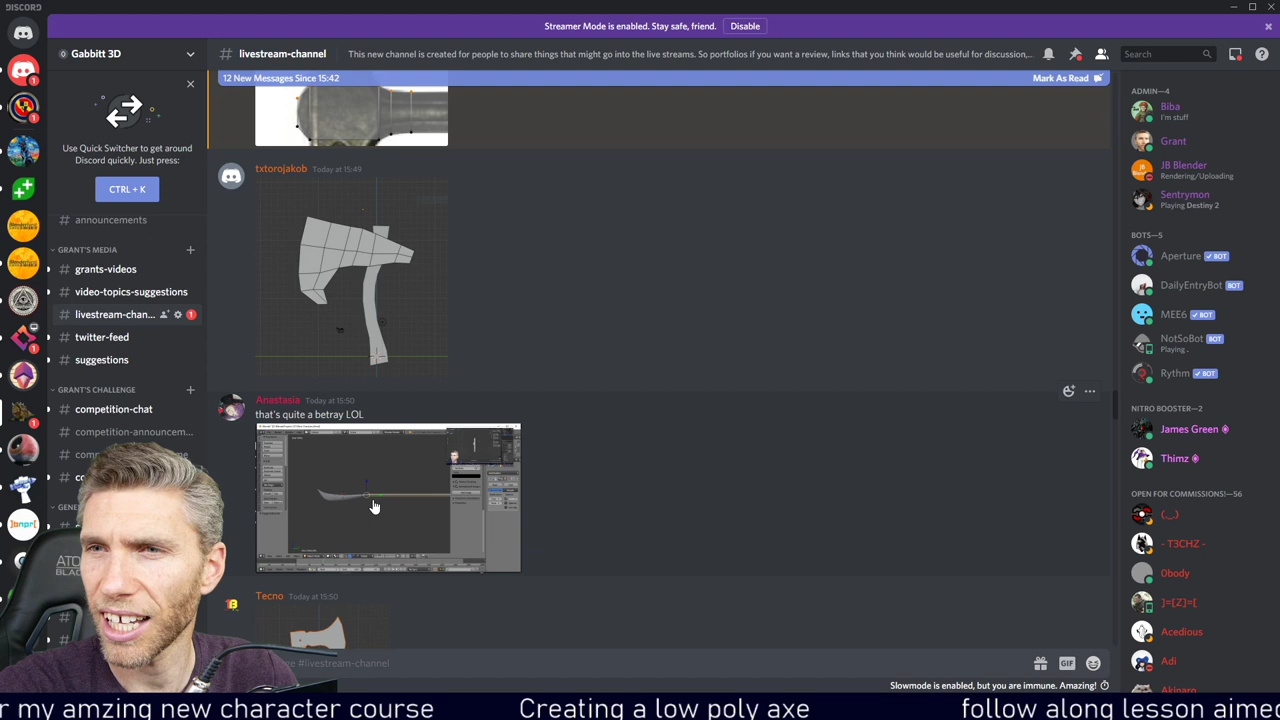 DISCORD
Streamer Mode is enabled. Stay safe, friend.
Disable
Gabbitt 3D
# livestream-channel
This new channel is created for people to share things that might go into the live streams. So portfolios if you want a review, links that you think would be useful for discussion,...
Search
12 New Messages Since 15:42
Mark As Read
Use Quick Switcher to get around
Discord quickly. Just press:
CTRL + K
# announcements
GRANT'S MEDIA
# grants-videos
# video-topics-suggestions
# livestream-chan...
1
# twitter-feed
# suggestions
GRANT'S CHALLENGE
# competition-chat
# competition-announcem...
txtorojakob Today at 15:49
Anastasia Today at 15:50
that's quite a betray LOL
Tecno Today at 15:50
#livestream-channel
GIF
Slowmode is enabled, but you are immune. Amazing!
ADMIN—4
Biba
I'm stuff
Grant
JB Blender
Rendering/Uploading
Sentrymon
Playing Destiny 2
BOTS—5
Aperture BOT
DailyEntryBot BOT
MEE6 BOT
NotSoBot BOT
Playing .
Rythm BOT
NITRO BOOSTER—2
James Green
Thimz
OPEN FOR COMMISSIONS!—56
(._.)
- T3CHZ -
0body
]=[Z]=[
Acedious
Adi
Akinaro
r my amzing new character course Creating a low poly axe follow along lesson aimed